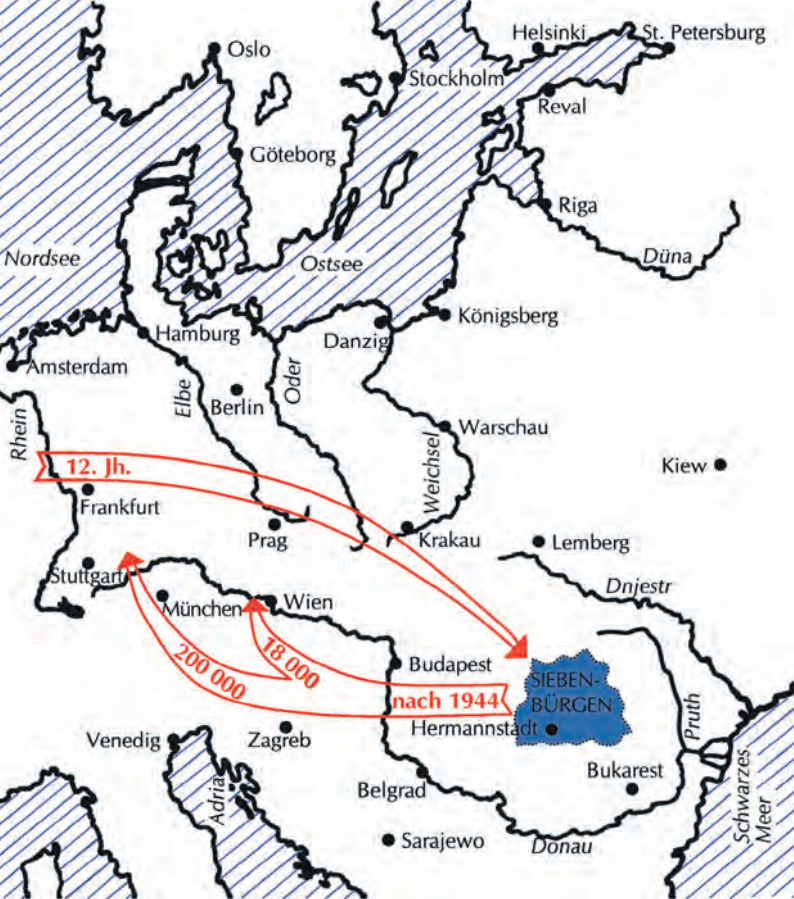 Helsinki
St. Petersburg
Oslo
Stockholm
Reval
Göteborg
Riga
Nordsee
Ostsee
Düna
Hamburg
Danzig
Königsberg
Amsterdam
Elbe
Berlin
Oder
Rhein
Warschau
Weichsel
12. Jh.
Kiew
Frankfurt
Prag
Krakau
Lemberg
Stuttgart
München
Wien
Dnjestr
200 000
18 000
Budapest
SIEBEN-
BÜRGEN
nach 1944
Hermannstadt
Pruth
Venedig
Zagreb
Adria
Belgrad
Bukarest
Schwarzes
Meer
Sarajewo
Donau